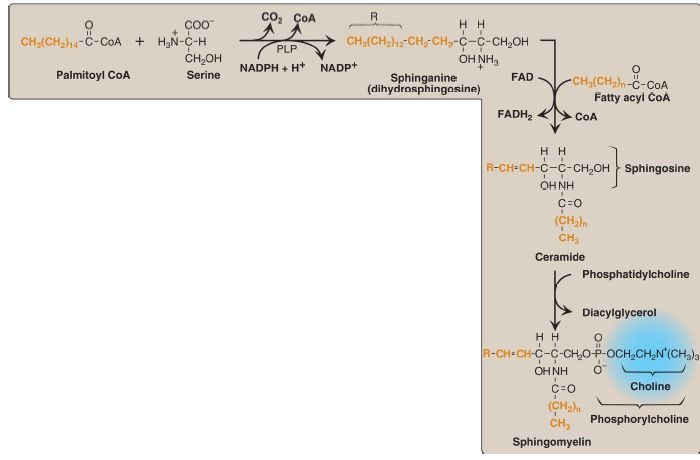 CO₂ CoA
CH₃(CH₂)₁₄-C-CoA
O
+
COO⁻
H₃N⁺-C-H
CH₂OH
PLP
NADPH + H⁺ NADP⁺
Palmitoyl CoA
Serine
R
CH₃(CH₂)₁₂-CH₂-CH₂-C-C-CH₂OH
H H
OH NH₃
+
Sphinganine
(dihydrosphingosine)
FAD
O
CH₃(CH₂)ₙ-C-CoA
Fatty acyl CoA
FADH₂
CoA
H H
R-CH=CH-C-C-CH₂OH
OH NH
C=O
(CH₂)ₙ
CH₃
Sphingosine
Ceramide
Phosphatidylcholine
Diacylglycerol
H H O
R-CH=CH-C-C-CH₂O-P-OCH₂CH₂N⁺(CH₃)₃
OH NH O⁻
C=O
(CH₂)ₙ
CH₃
Choline
Phosphorylcholine
Sphingomyelin